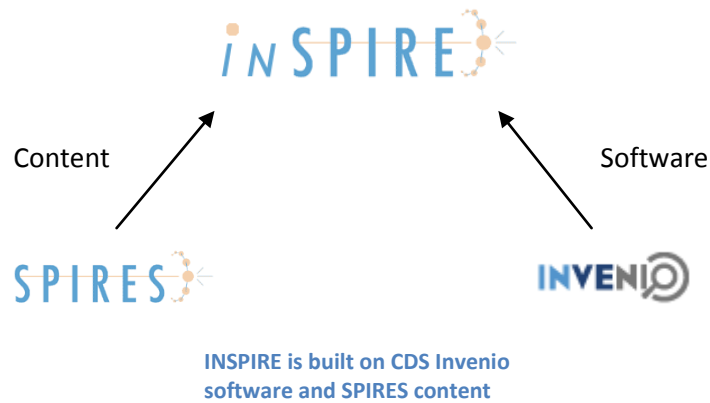 inSPIRE
Content
Software
SPIRES
INVENIO
INSPIRE is built on CDS Invenio
software and SPIRES content